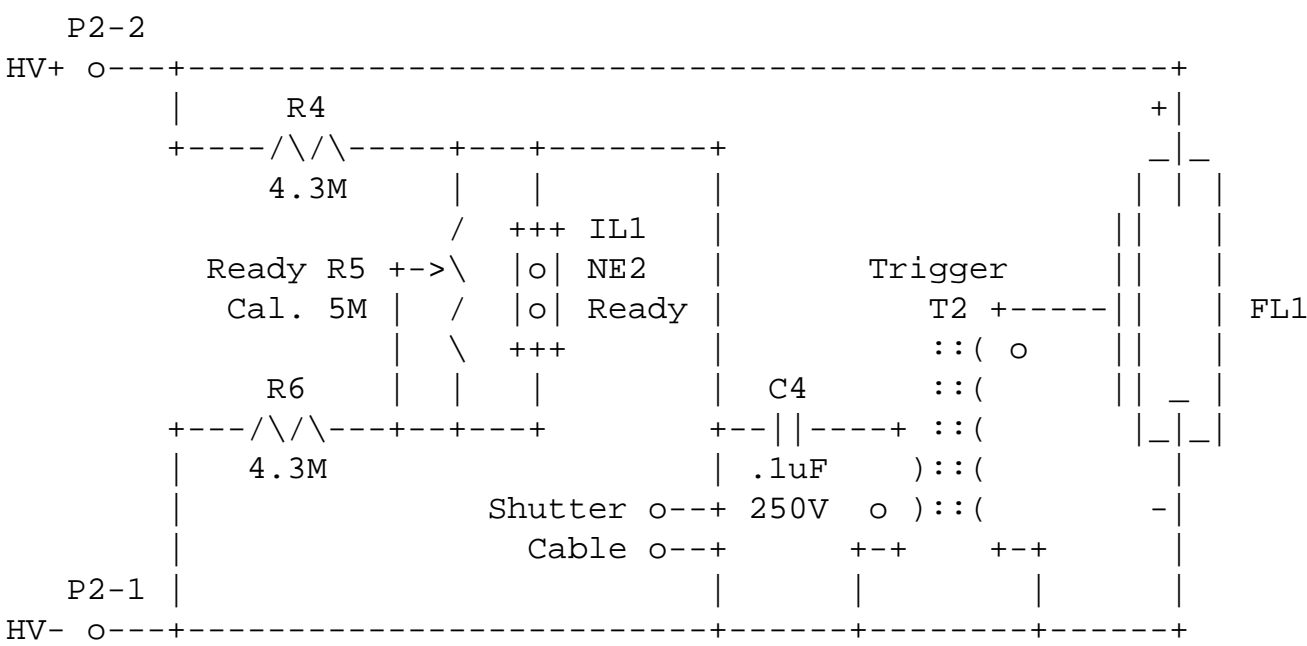 P2-2
HV+ o---+-------------------------------------------------+
| R4 +|
+----/\/\-----+---+---------+ _|_
4.3M | | | | | |
/ +++ IL1 | || |
Ready R5 +->\ |o| NE2 | Trigger || |
Cal. 5M | / |o| Ready | T2 +-----|| | FL1
| \ +++ | ::( o || |
R6 | | | | C4 ::( || _ |
+---/\/\---+--+---+ +--||----+ ::( |_|_|
| 4.3M | .1uF )::( |
| Shutter o--+ 250V o )::( -|
| Cable o--+ +-+ +-+ |
P2-1 | | | | |
HV- o---+---------------------------+------+--------+------+